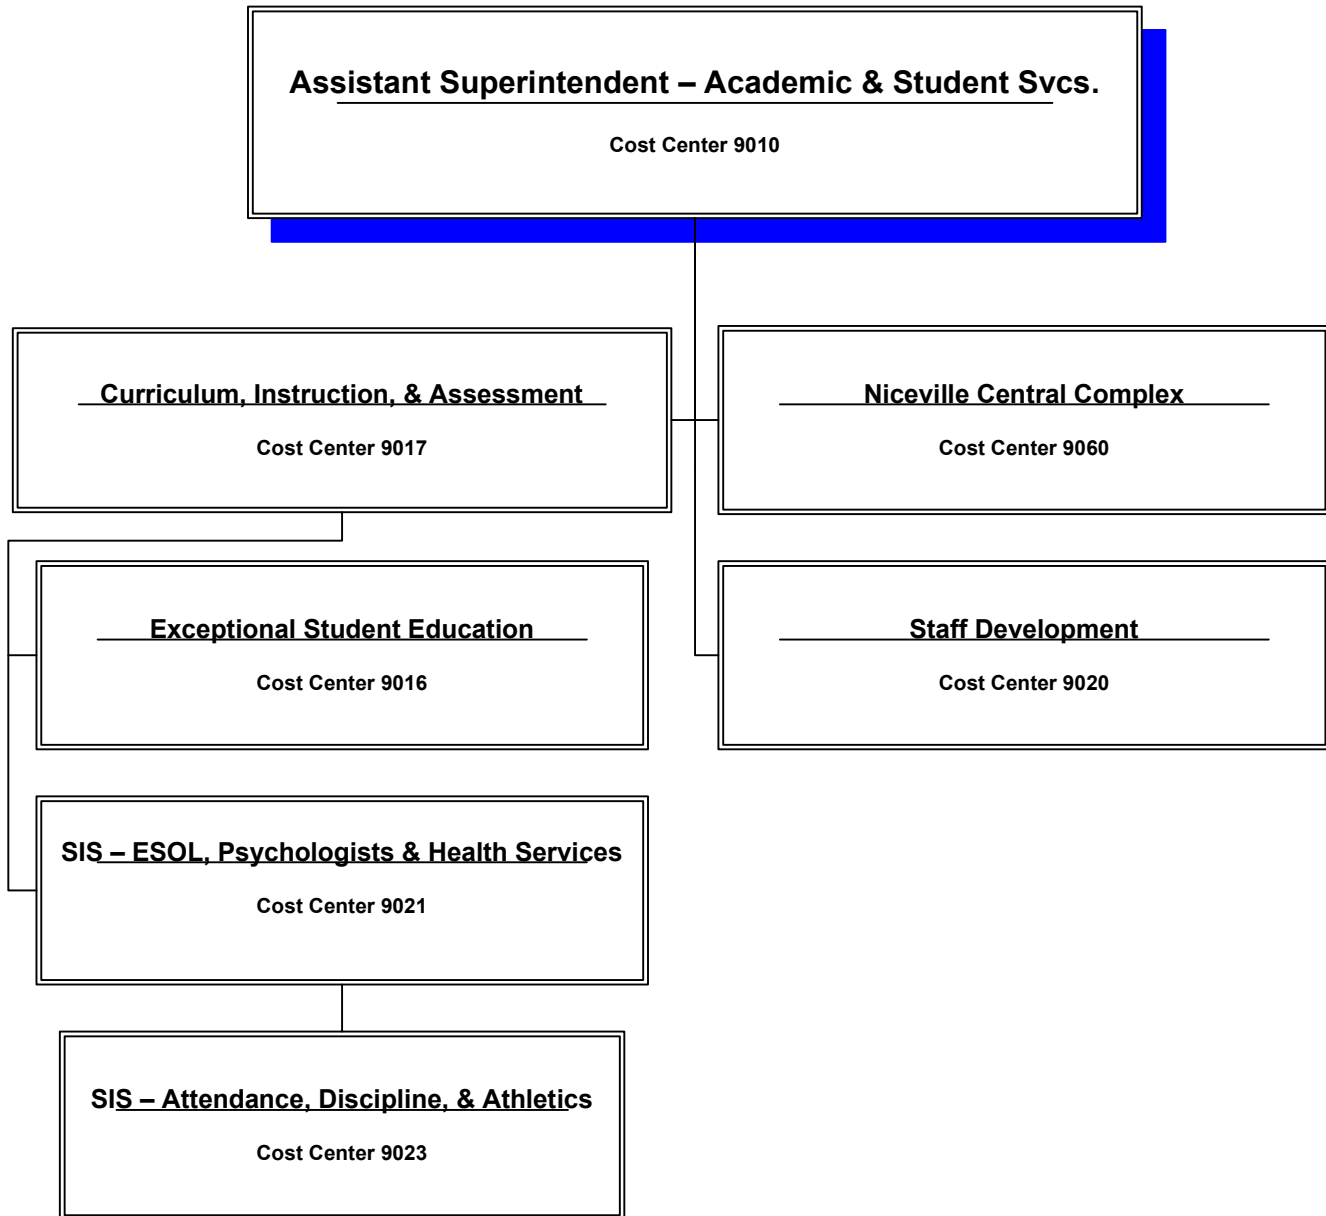 Assistant Superintendent – Academic & Student Svcs.
Cost Center 9010
Curriculum, Instruction, & Assessment
Cost Center 9017
Niceville Central Complex
Cost Center 9060
Exceptional Student Education
Cost Center 9016
Staff Development
Cost Center 9020
SIS – ESOL, Psychologists & Health Services
Cost Center 9021
SIS – Attendance, Discipline, & Athletics
Cost Center 9023